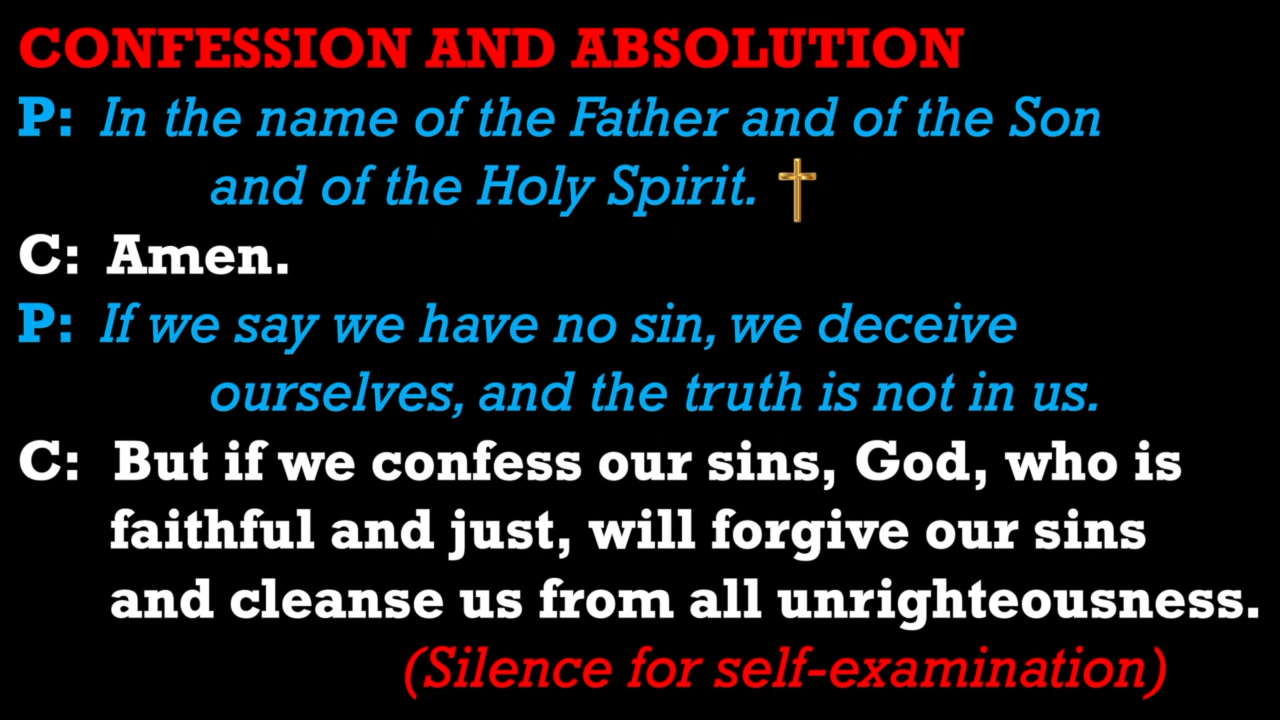 CONFESSION AND ABSOLUTION
P: In the name of the Father and of the Son
and of the Holy Spirit.
C: Amen.
P: If we say we have no sin, we deceive
ourselves, and the truth is not in us.
C: But if we confess our sins, God, who is
faithful and just, will forgive our sins
and cleanse us from all unrighteousness.
(Silence for self-examination)